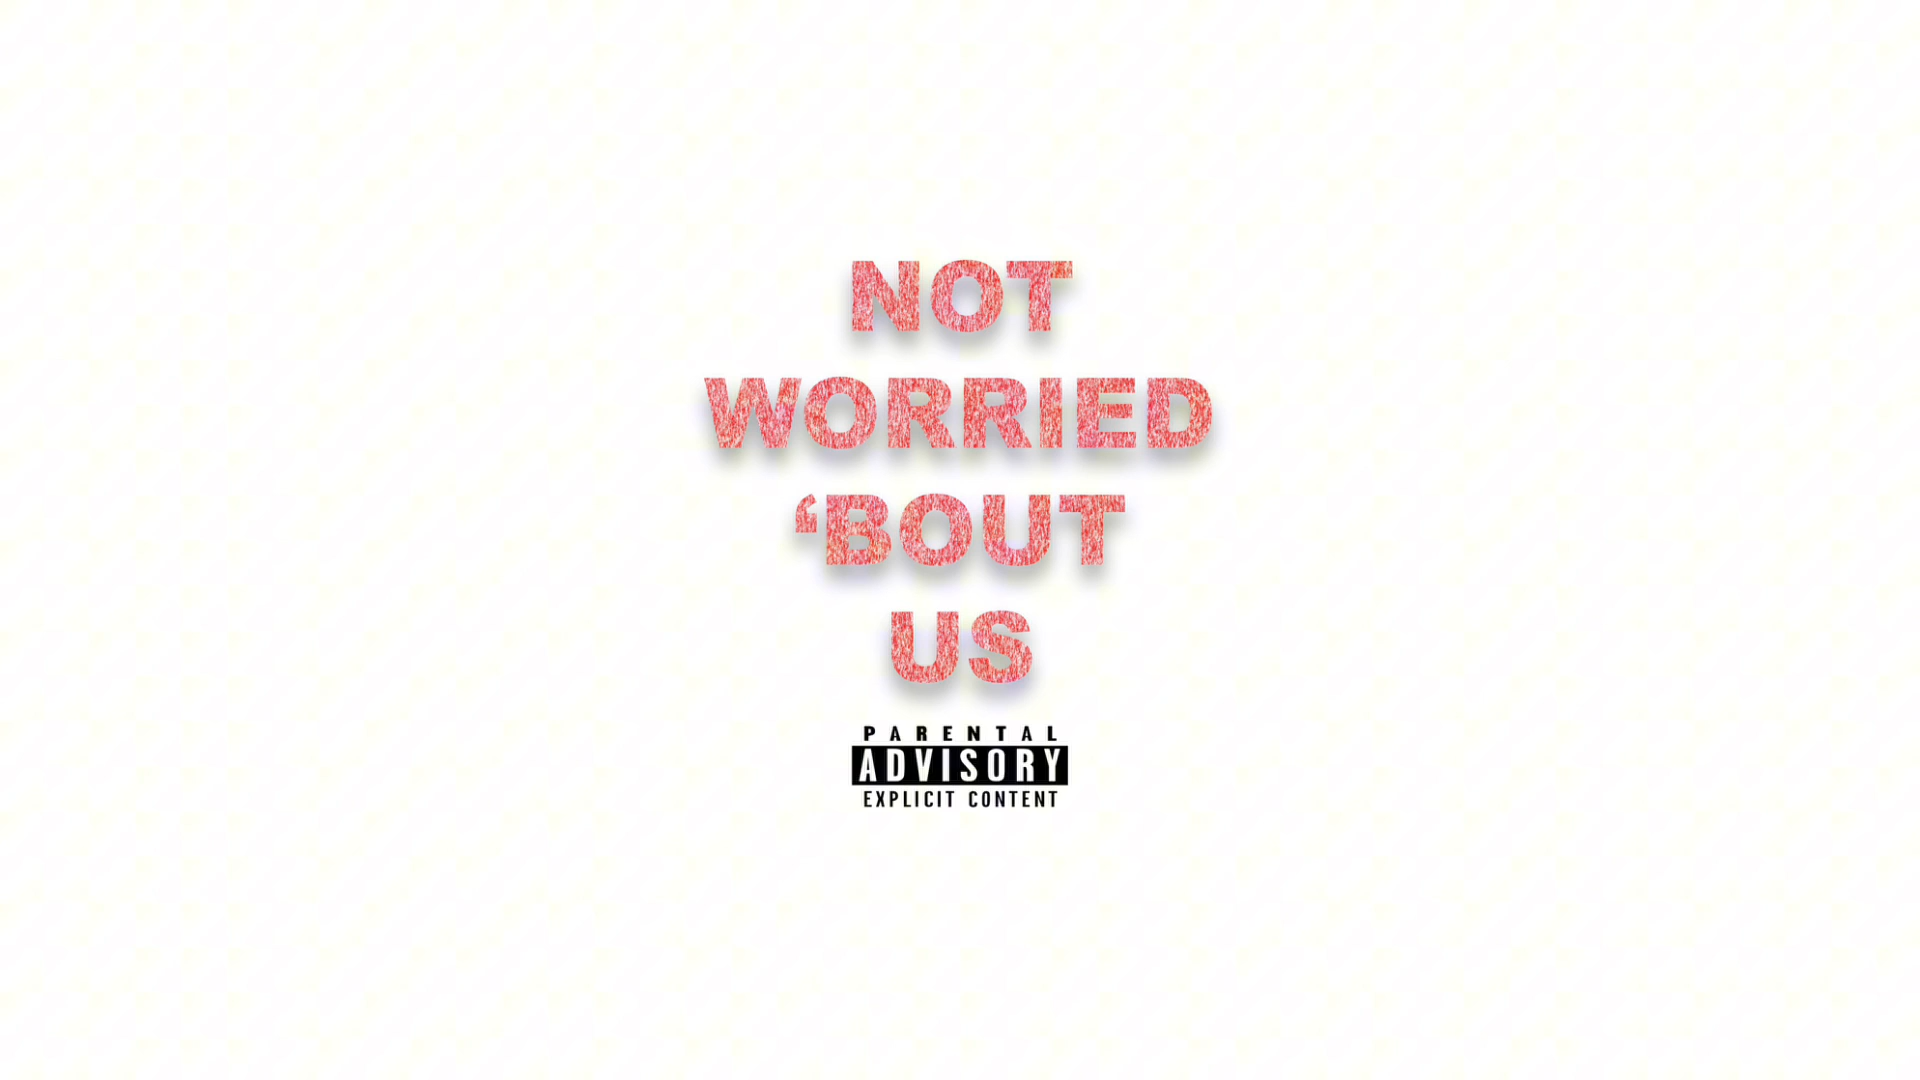 NOT
WORRIED
‘BOUT
US
PARENTAL
ADVISORY
EXPLICIT CONTENT